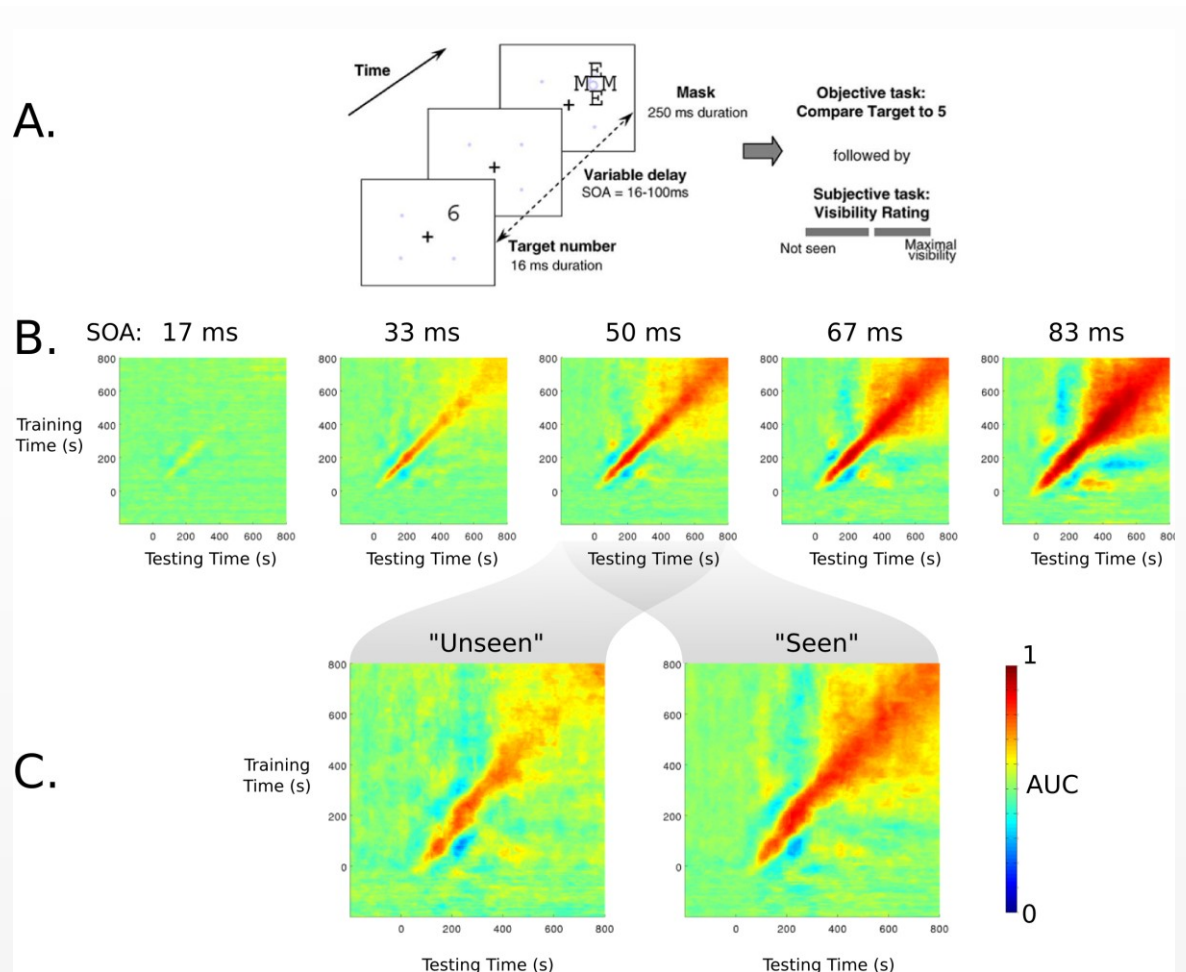 A.
Time
E
M M
E
Mask
250 ms duration
Variable delay
SOA = 16-100ms
6
Target number
16 ms duration
Objective task:
Compare Target to 5
followed by
Subjective task:
Visibility Rating
Not seen
Maximal
visibility
B.
SOA: 17 ms 33 ms 50 ms 67 ms 83 ms
Training
Time (s)
800
600
400
200
0
0 200 400 600 800
800
600
400
200
0
0 200 400 600 800
800
600
400
200
0
0 200 400 600 800
800
600
400
200
0
0 200 400 600 800
800
600
400
200
0
0 200 400 600 800
Testing Time (s) Testing Time (s) Testing Time (s) Testing Time (s) Testing Time (s)
C.
"Unseen" "Seen"
Training
Time (s)
800
600
400
200
0
0 200 400 600 800
Testing Time (s)
800
600
400
200
0
0 200 400 600 800
Testing Time (s)
1
AUC
0